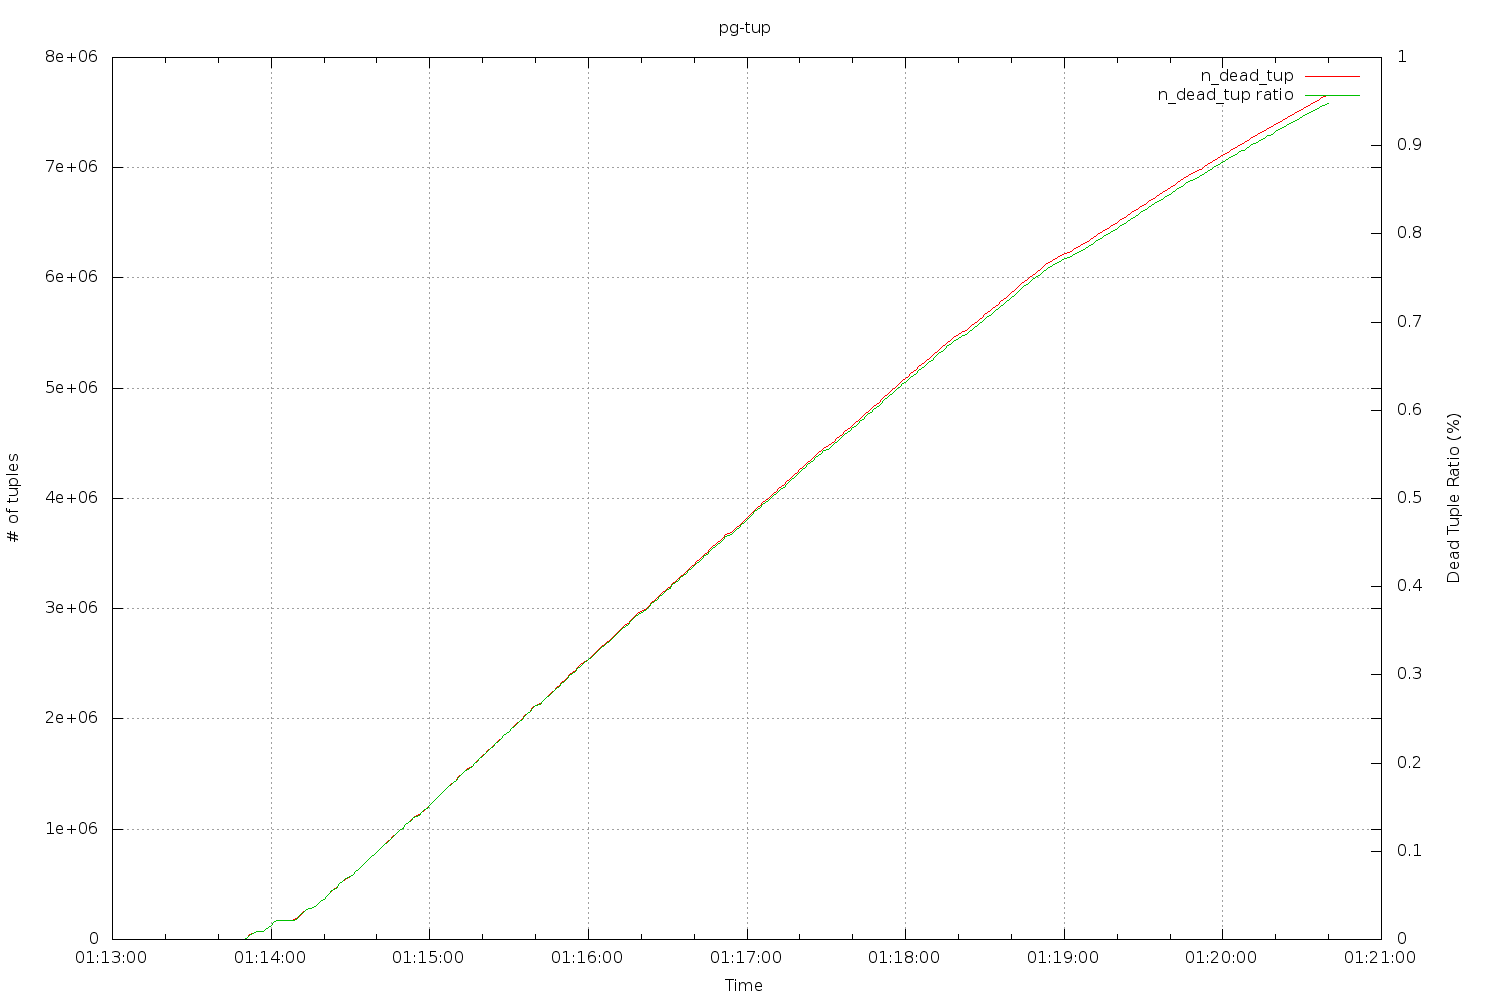 pg-tup
8e+06
7e+06
6e+06
5e+06
4e+06
3e+06
2e+06
1e+06
0
# of tuples
n_dead_tup
n_dead_tup ratio
1
0.9
0.8
0.7
0.6
0.5
0.4
0.3
0.2
0.1
0
Dead Tuple Ratio (%)
01:13:00 01:14:00 01:15:00 01:16:00 01:17:00 01:18:00 01:19:00 01:20:00 01:21:00
Time